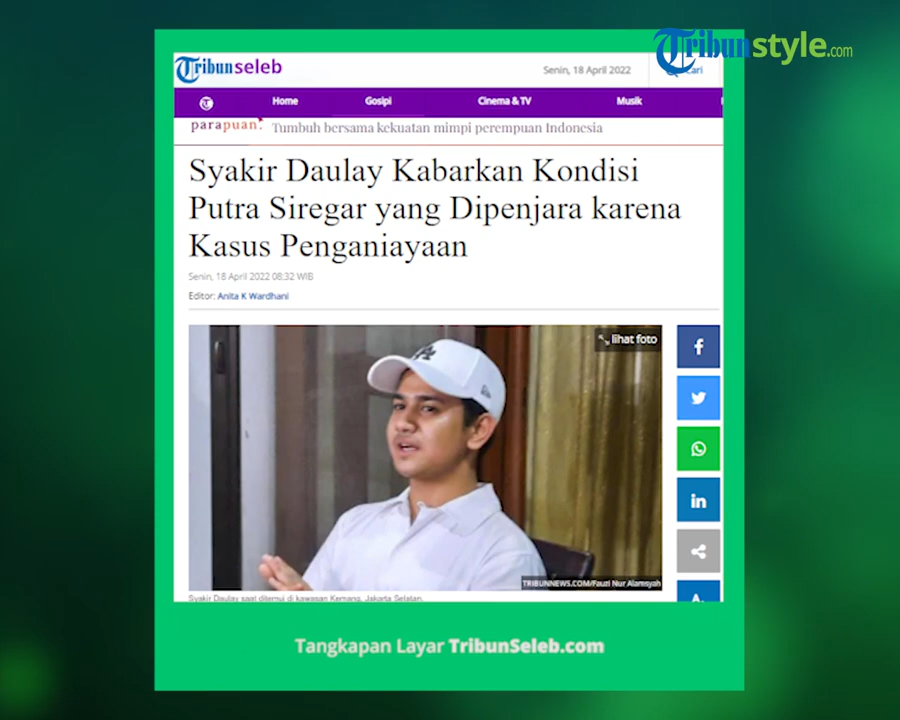 Tribunstyle.com
Tribunseleb
Senin, 18 April 2022
Cari
Home Gosipi Cinema & TV Musik
parapuan. Tumbuh bersama kekuatan mimpi perempuan Indonesia
Syakir Daulay Kabarkan Kondisi
Putra Siregar yang Dipenjara karena
Kasus Penganiayaan
Senin, 18 April 2022 08:32 WIB
Editor: Anita K Wardhani
lihat foto
TRIBUNNEWS.COM/Fauzi Nur Alamsyah
Syakir Daulay saat ditemui di kawasan Kemang, Jakarta Selatan.
Tangkapan Layar TribunSeleb.com